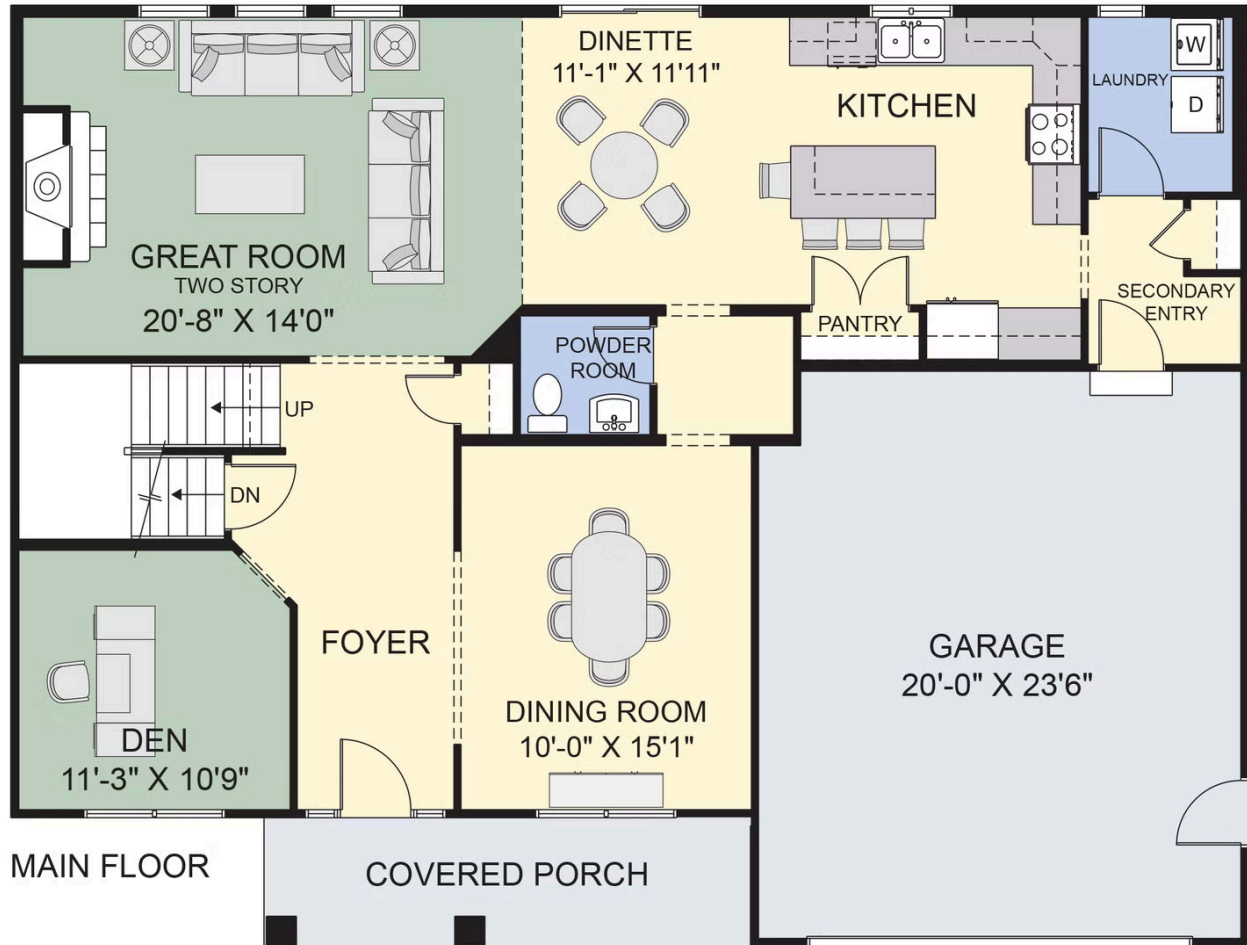 DINETTE
11'-1" X 11'11"
W
LAUNDRY
D
KITCHEN
GREAT ROOM
TWO STORY
20'-8" X 14'0"
SECONDARY
ENTRY
PANTRY
POWDER
ROOM
UP
DN
FOYER
GARAGE
20'-0" X 23'6"
DINING ROOM
10'-0" X 15'1"
DEN
11'-3" X 10'9"
MAIN FLOOR
COVERED PORCH